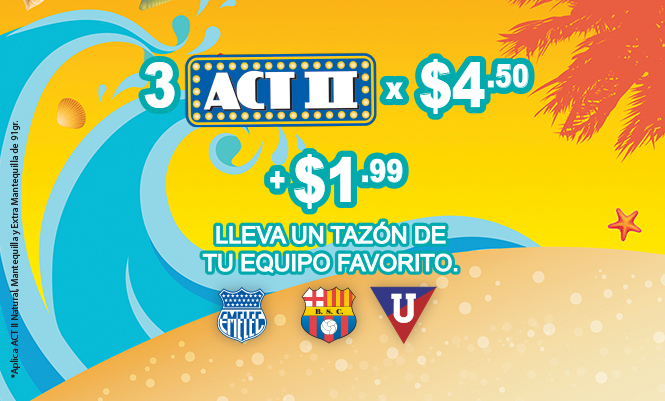 3 ACT II x $4.50
+ $1.99
LLEVA UN TAZÓN DE
TU EQUIPO FAVORITO.
EMELEC
B. S. C.
U
*Aplica ACT II Natural, Mantequilla y Extra Mantequilla de 91gr.